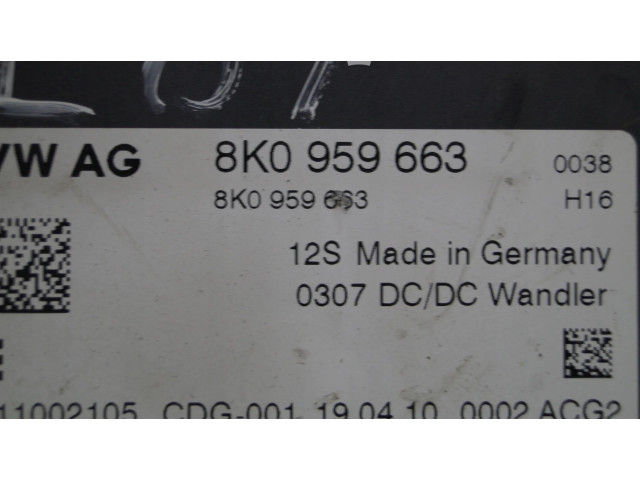 VW AG 8K0 959 663 0038
8K0 959 663 H16
12S Made in Germany
0307 DC/DC Wandler
11002105 CDG-001 19.04.10 0002 ACG2